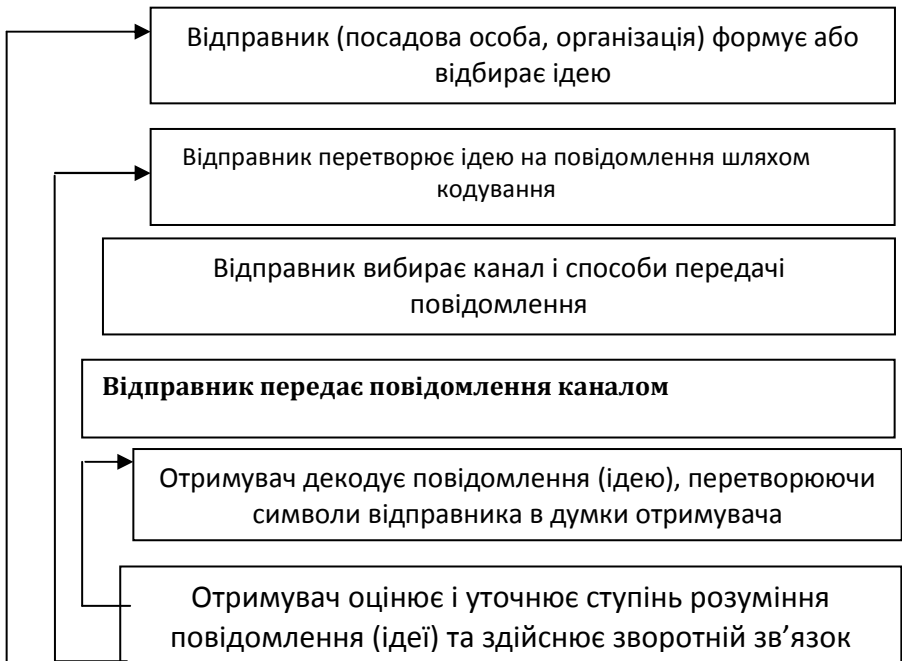 Відправник (посадова особа, організація) формує або
відбирає ідею
Відправник перетворює ідею на повідомлення шляхом
кодування
Відправник вибирає канал і способи передачі
повідомлення
Відправник передає повідомлення каналом
Отримувач декодує повідомлення (ідею), перетворюючи
символи відправника в думки отримувача
Отримувач оцінює і уточнює ступінь розуміння
повідомлення (ідеї) та здійснює зворотній зв’язок